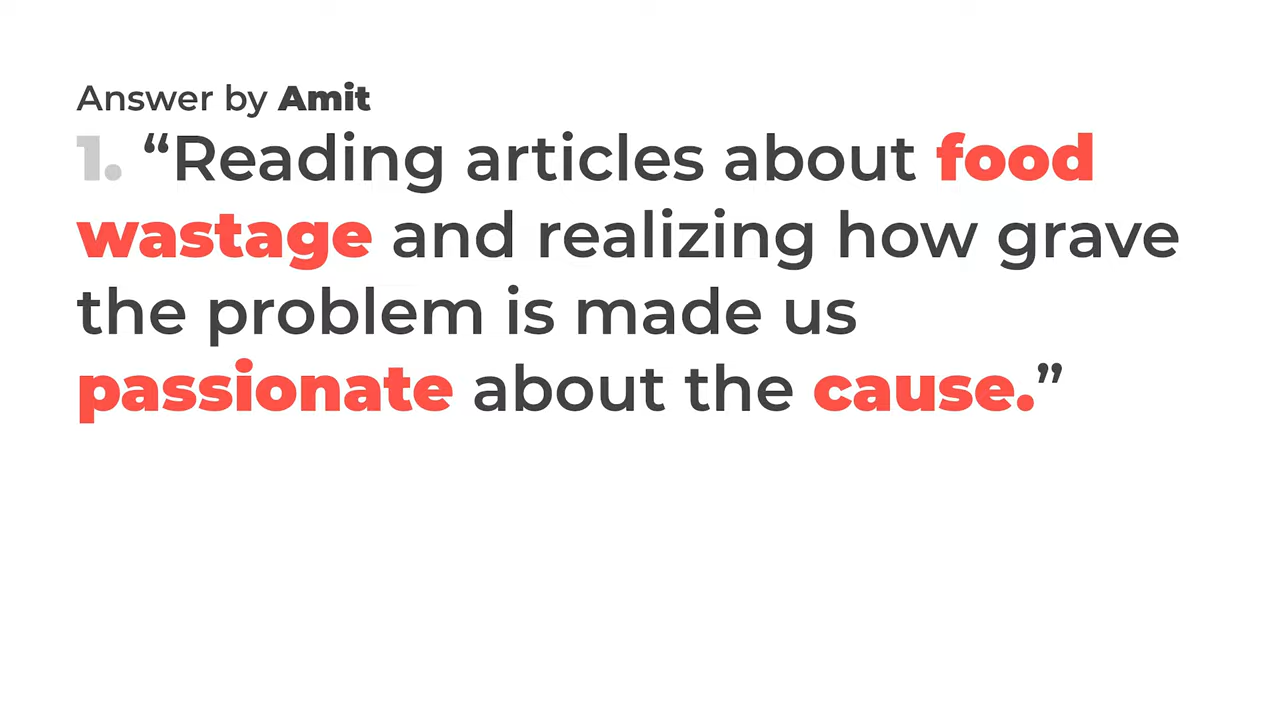 Answer by Amit
1. “Reading articles about food
wastage and realizing how grave
the problem is made us
passionate about the cause.”